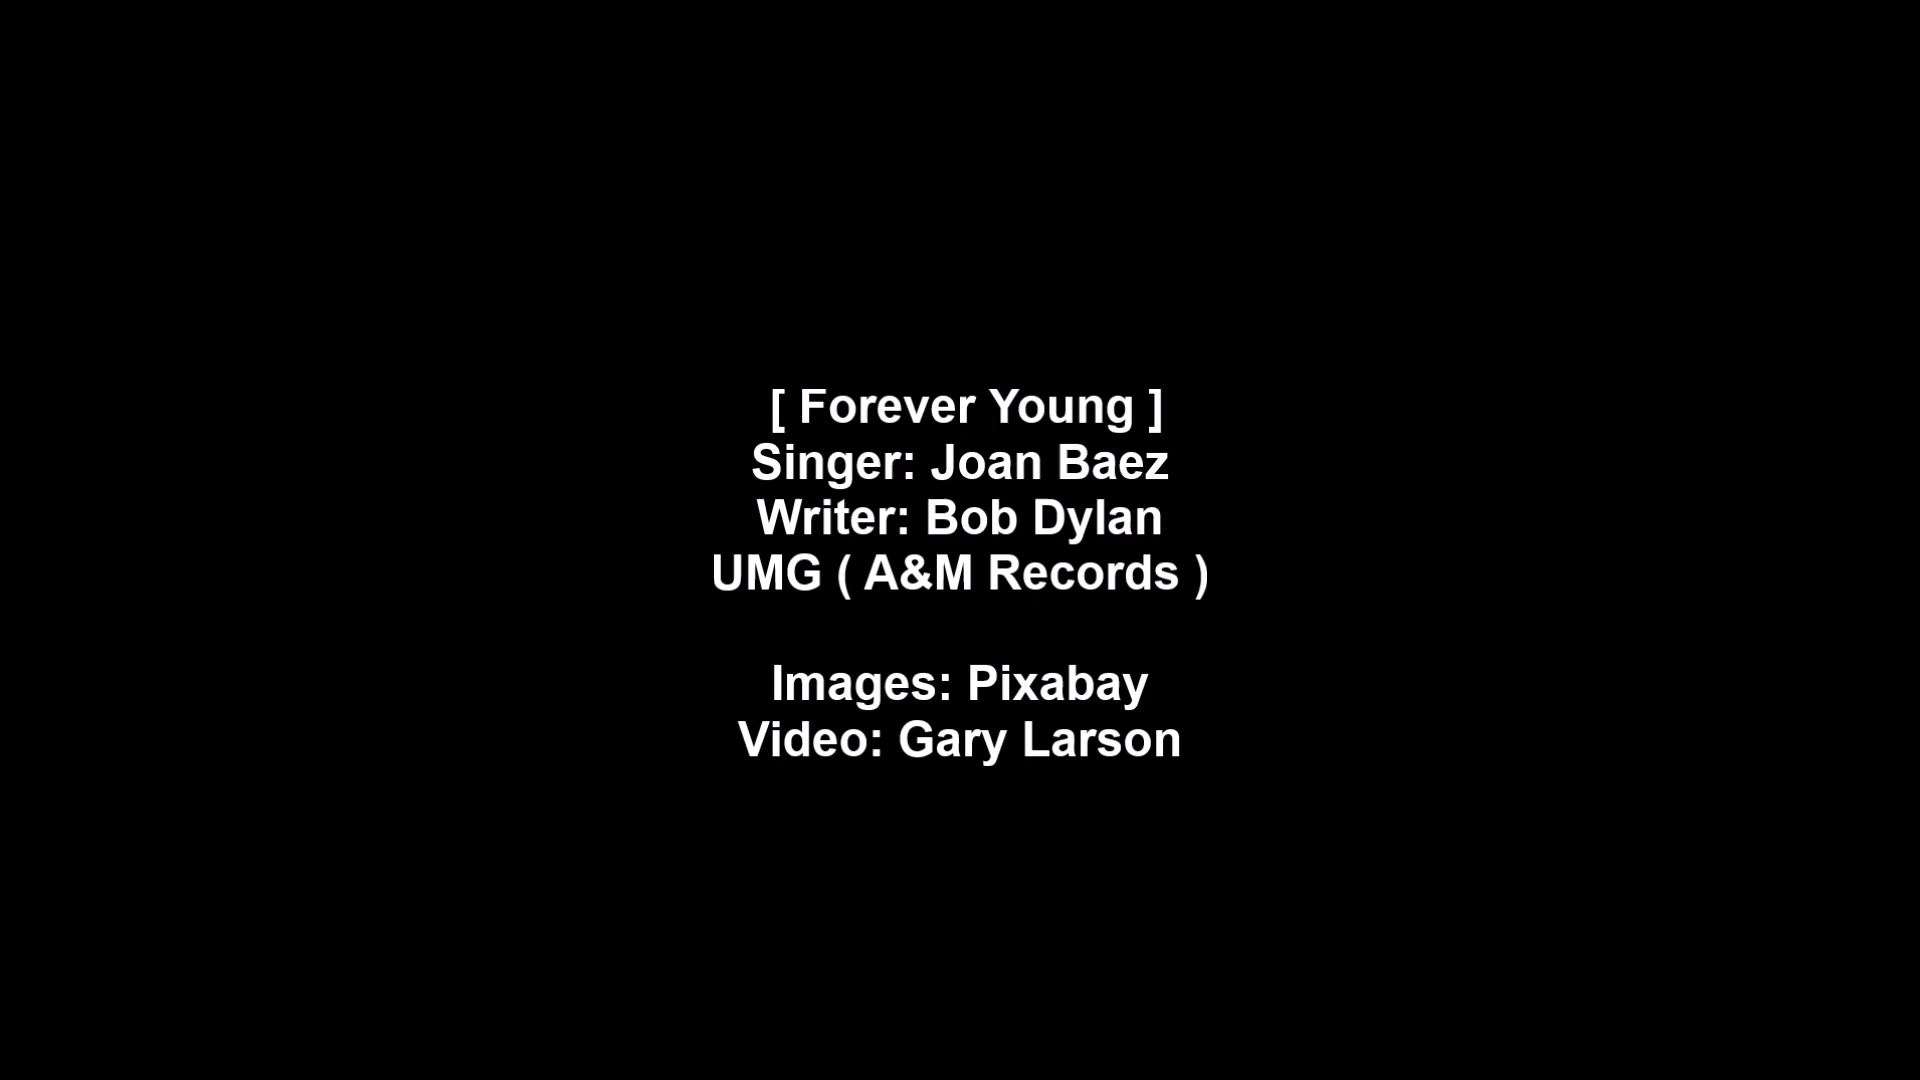 [ Forever Young ]
Singer: Joan Baez
Writer: Bob Dylan
UMG ( A&M Records )
Images: Pixabay
Video: Gary Larson